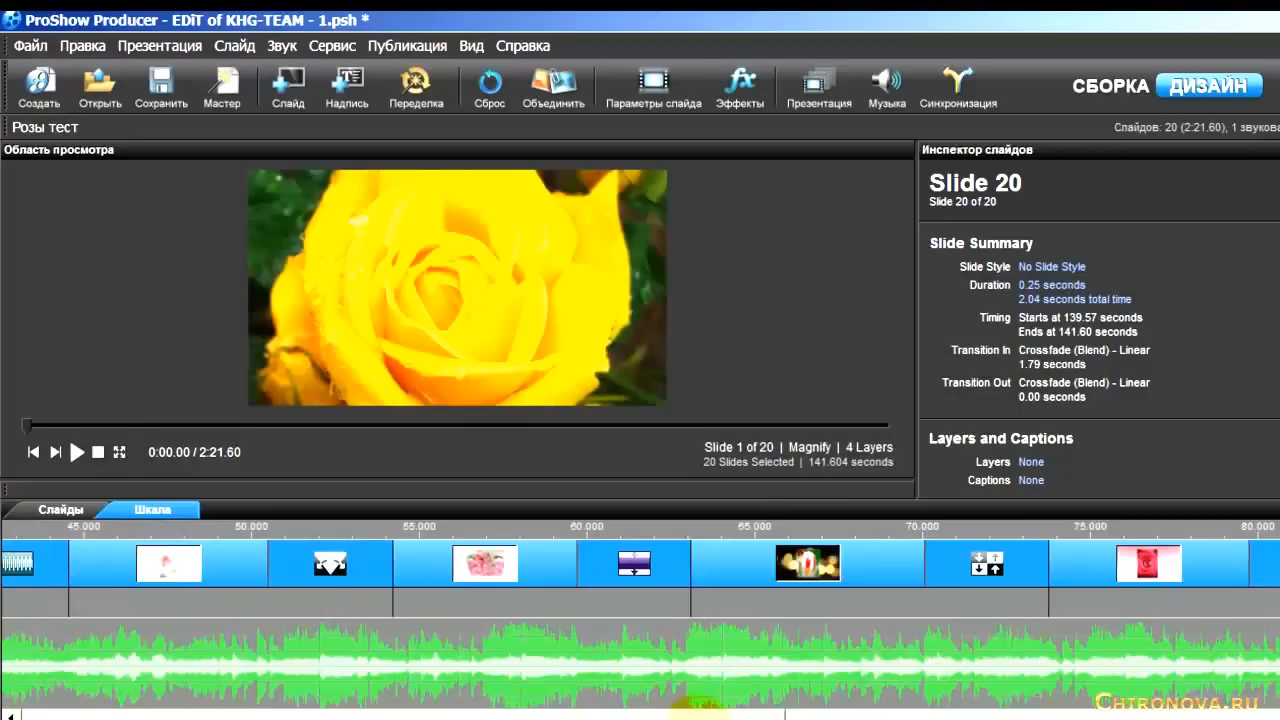 ProShow Producer - EDiT of KHG-TEAM - 1.psh *
Файл Правка Презентация Слайд Звук Сервис Публикация Вид Справка
Создать Открыть Сохранить Мастер Слайд Надпись Переделка Сброс Объединить Параметры слайда Эффекты Презентация Музыка Синхронизация
СБОРКА ДИЗАЙН
Розы тест
Слайдов: 20 (2:21.60), 1 звукова
Область просмотра
Инспектор слайдов
Slide 20
Slide 20 of 20
Slide Summary
Slide Style No Slide Style
Duration 0.25 seconds
2.04 seconds total time
Timing Starts at 139.57 seconds
Ends at 141.60 seconds
Transition In Crossfade (Blend) - Linear
1.79 seconds
Transition Out Crossfade (Blend) - Linear
0.00 seconds
Layers and Captions
Layers None
Captions None
0:00.00 / 2:21.60
Slide 1 of 20 | Magnify | 4 Layers
20 Slides Selected | 141.604 seconds
Слайды Шкала
45.000 50.000 55.000 60.000 65.000 70.000 75.000 80.000
Chtronova.ru